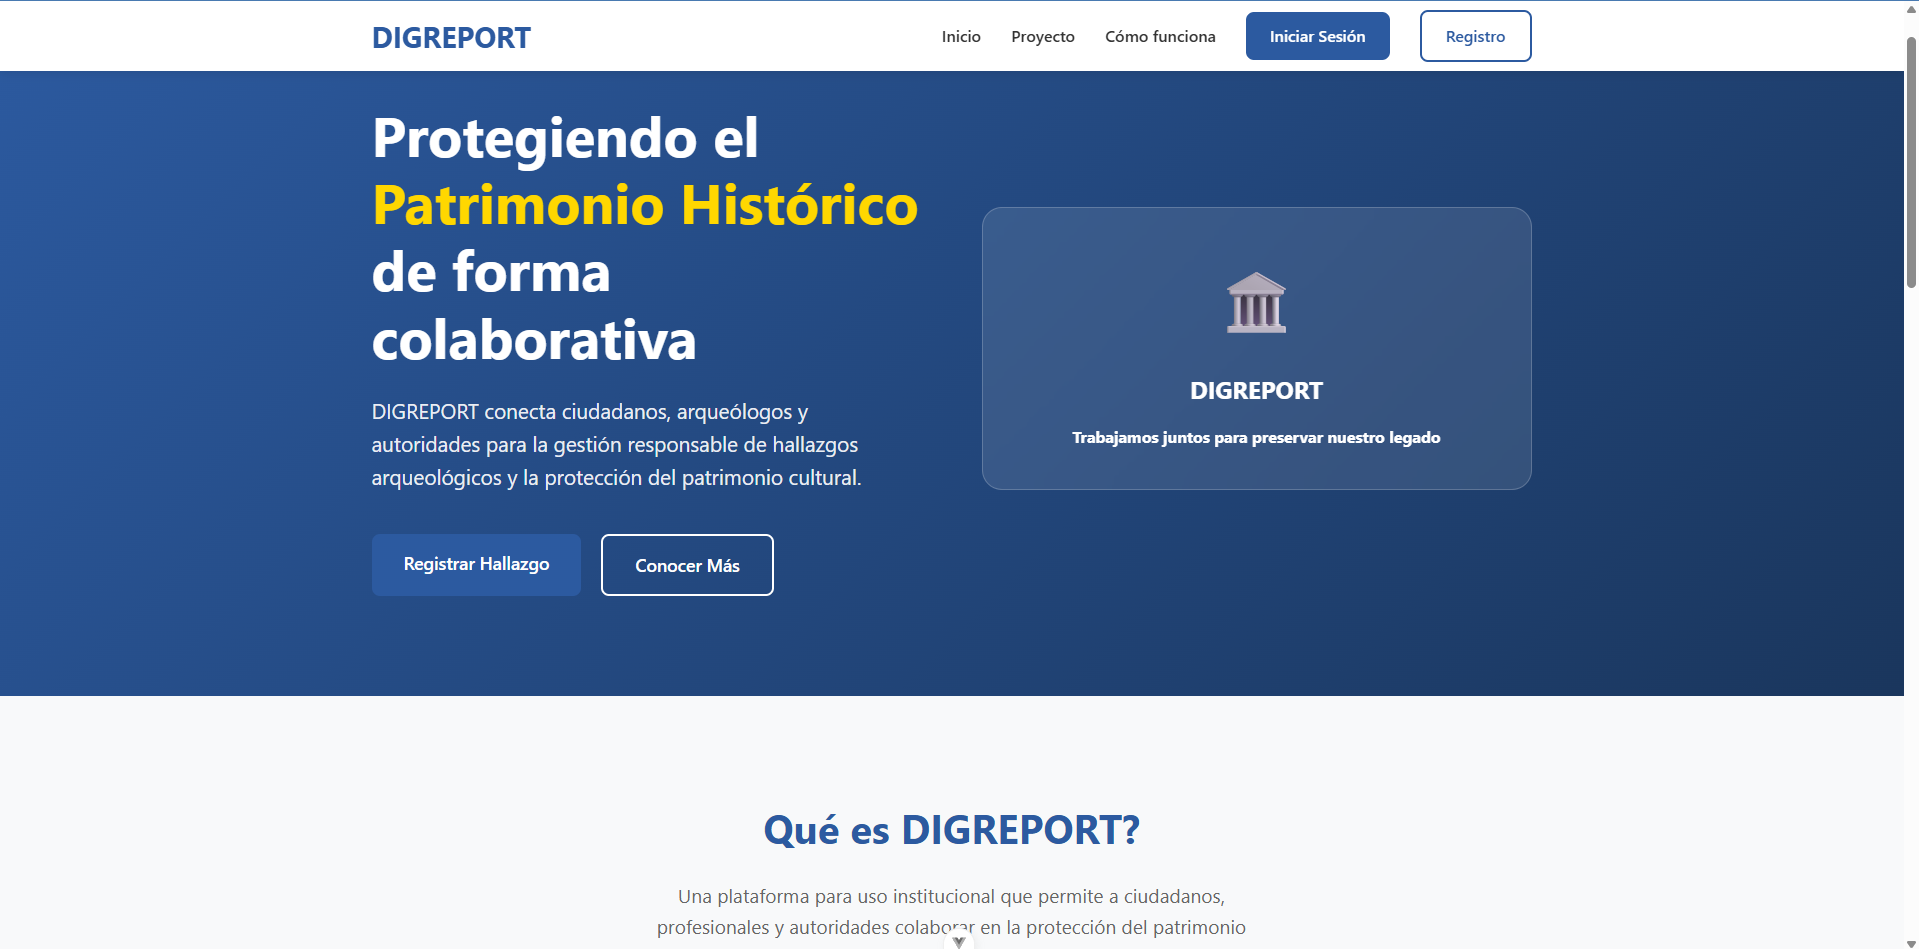 DIGREPORT
Inicio
Proyecto
Cómo funciona
Iniciar Sesión
Registro
Protegiendo el
Patrimonio Histórico
de forma
colaborativa
DIGREPORT conecta ciudadanos, arqueólogos y
autoridades para la gestión responsable de hallazgos
arqueológicos y la protección del patrimonio cultural.
Registrar Hallazgo
Conocer Más
DIGREPORT
Trabajamos juntos para preservar nuestro legado
Qué es DIGREPORT?
Una plataforma para uso institucional que permite a ciudadanos,
profesionales y autoridades colaborar en la protección del patrimonio